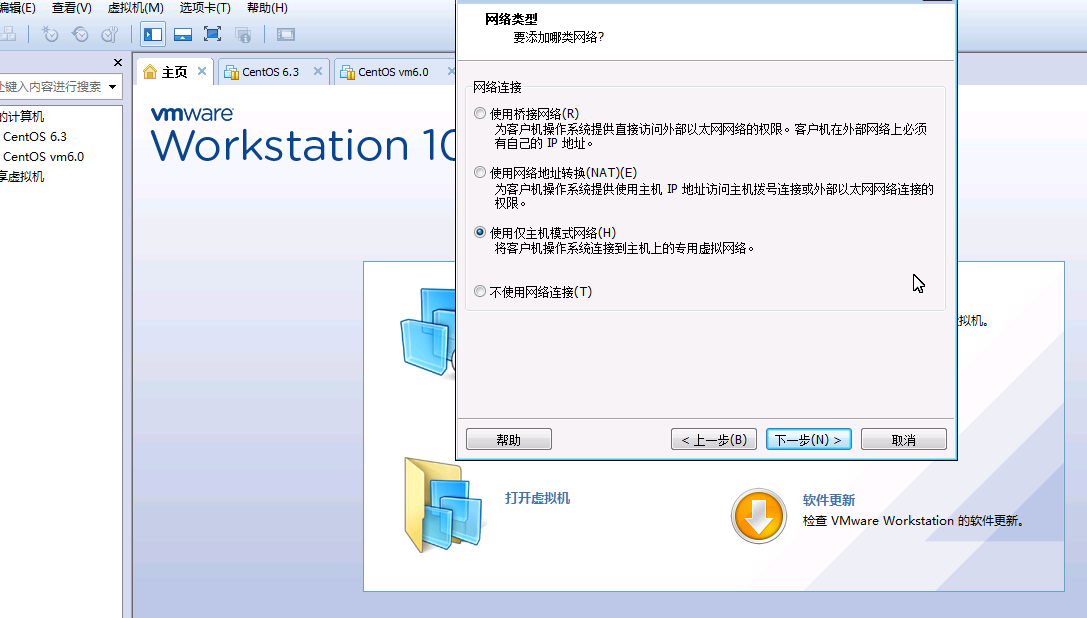 编辑(E) 查看(V) 虚拟机(M) 选项卡(T) 帮助(H)
键入内容进行搜索
的计算机
CentOS 6.3
CentOS vm6.0
享虚拟机
主页
CentOS 6.3
CentOS vm6.0
vmware
Workstation 10
网络类型
要添加哪类网络?
网络连接
使用桥接网络(R)
为客户机操作系统提供直接访问外部以太网网络的权限。客户机在外部网络上必须
有自己的 IP 地址。
使用网络地址转换(NAT)(E)
为客户机操作系统提供使用主机 IP 地址访问主机拨号连接或外部以太网网络连接的
权限。
使用仅主机模式网络(H)
将客户机操作系统连接到主机上的专用虚拟网络。
不使用网络连接(T)
帮助
< 上一步(B)
下一步(N) >
取消
拟机。
打开虚拟机
软件更新
检查 VMware Workstation 的软件更新。